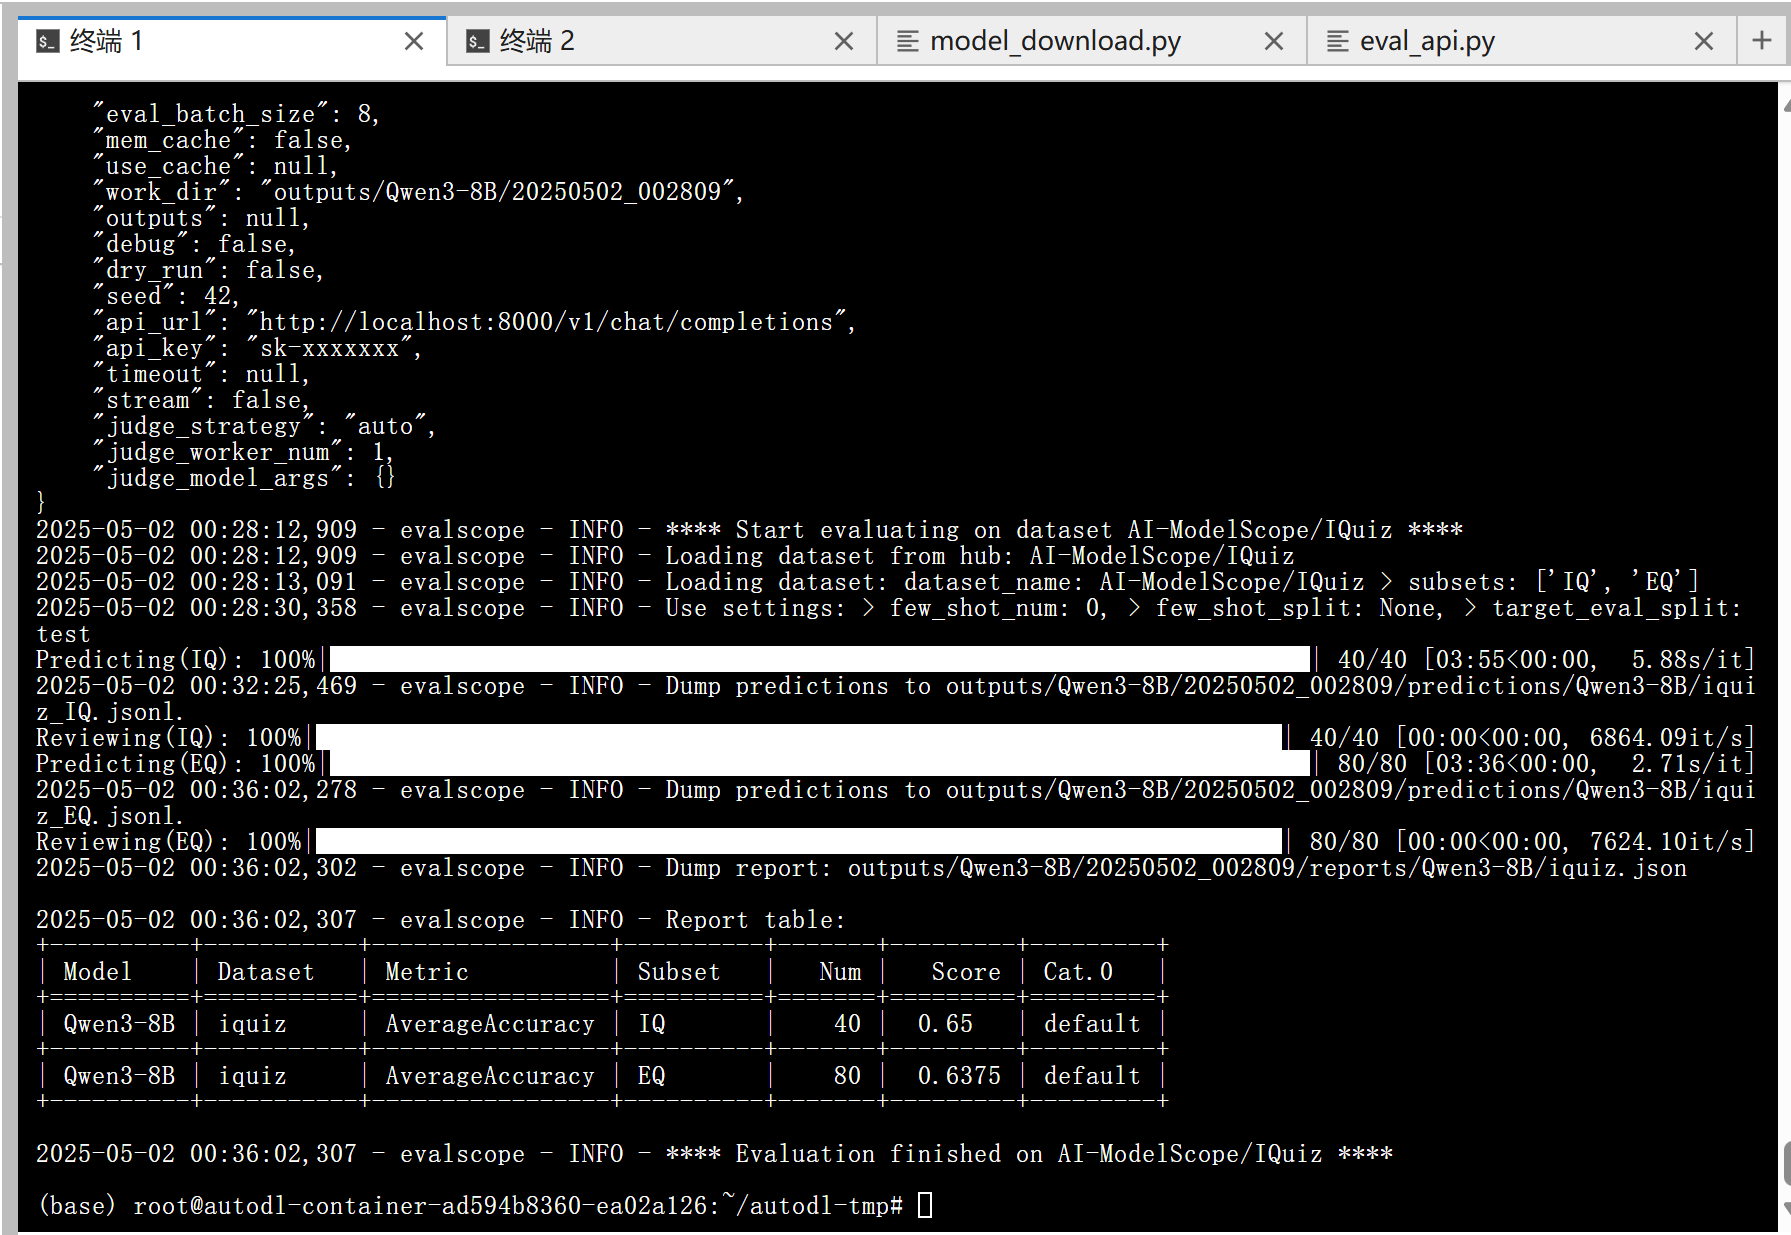 终端 1
终端 2
model_download.py
eval_api.py
    "eval_batch_size": 8,
    "mem_cache": false,
    "use_cache": null,
    "work_dir": "outputs/Qwen3-8B/20250502_002809",
    "outputs": null,
    "debug": false,
    "dry_run": false,
    "seed": 42,
    "api_url": "http://localhost:8000/v1/chat/completions",
    "api_key": "sk-xxxxxxx",
    "timeout": null,
    "stream": false,
    "judge_strategy": "auto",
    "judge_worker_num": 1,
    "judge_model_args": {}
}
2025-05-02 00:28:12,909 - evalscope - INFO - **** Start evaluating on dataset AI-ModelScope/IQuiz ****
2025-05-02 00:28:12,909 - evalscope - INFO - Loading dataset from hub: AI-ModelScope/IQuiz
2025-05-02 00:28:13,091 - evalscope - INFO - Loading dataset: dataset_name: AI-ModelScope/IQuiz > subsets: ['IQ', 'EQ']
2025-05-02 00:28:30,358 - evalscope - INFO - Use settings: > few_shot_num: 0, > few_shot_split: None, > target_eval_split:
test
Predicting(IQ): 100%| | 40/40 [03:55<00:00,  5.88s/it]
2025-05-02 00:32:25,469 - evalscope - INFO - Dump predictions to outputs/Qwen3-8B/20250502_002809/predictions/Qwen3-8B/iqui
z_IQ.jsonl.
Reviewing(IQ): 100%| | 40/40 [00:00<00:00, 6864.09it/s]
Predicting(EQ): 100%| | 80/80 [03:36<00:00,  2.71s/it]
2025-05-02 00:36:02,278 - evalscope - INFO - Dump predictions to outputs/Qwen3-8B/20250502_002809/predictions/Qwen3-8B/iqui
z_EQ.jsonl.
Reviewing(EQ): 100%| | 80/80 [00:00<00:00, 7624.10it/s]
2025-05-02 00:36:02,302 - evalscope - INFO - Dump report: outputs/Qwen3-8B/20250502_002809/reports/Qwen3-8B/iquiz.json
2025-05-02 00:36:02,307 - evalscope - INFO - Report table:
+----------+-----------+-----------------+----------+-------+---------+---------+
| Model    | Dataset   | Metric          | Subset   |   Num |   Score | Cat.0   |
+==========+===========+=================+==========+=======+=========+=========+
| Qwen3-8B | iquiz     | AverageAccuracy | IQ       |    40 |  0.65   | default |
+----------+-----------+-----------------+----------+-------+---------+---------+
| Qwen3-8B | iquiz     | AverageAccuracy | EQ       |    80 |  0.6375 | default |
+----------+-----------+-----------------+----------+-------+---------+---------+
2025-05-02 00:36:02,307 - evalscope - INFO - **** Evaluation finished on AI-ModelScope/IQuiz ****
(base) root@autodl-container-ad594b8360-ea02a126:~/autodl-tmp#